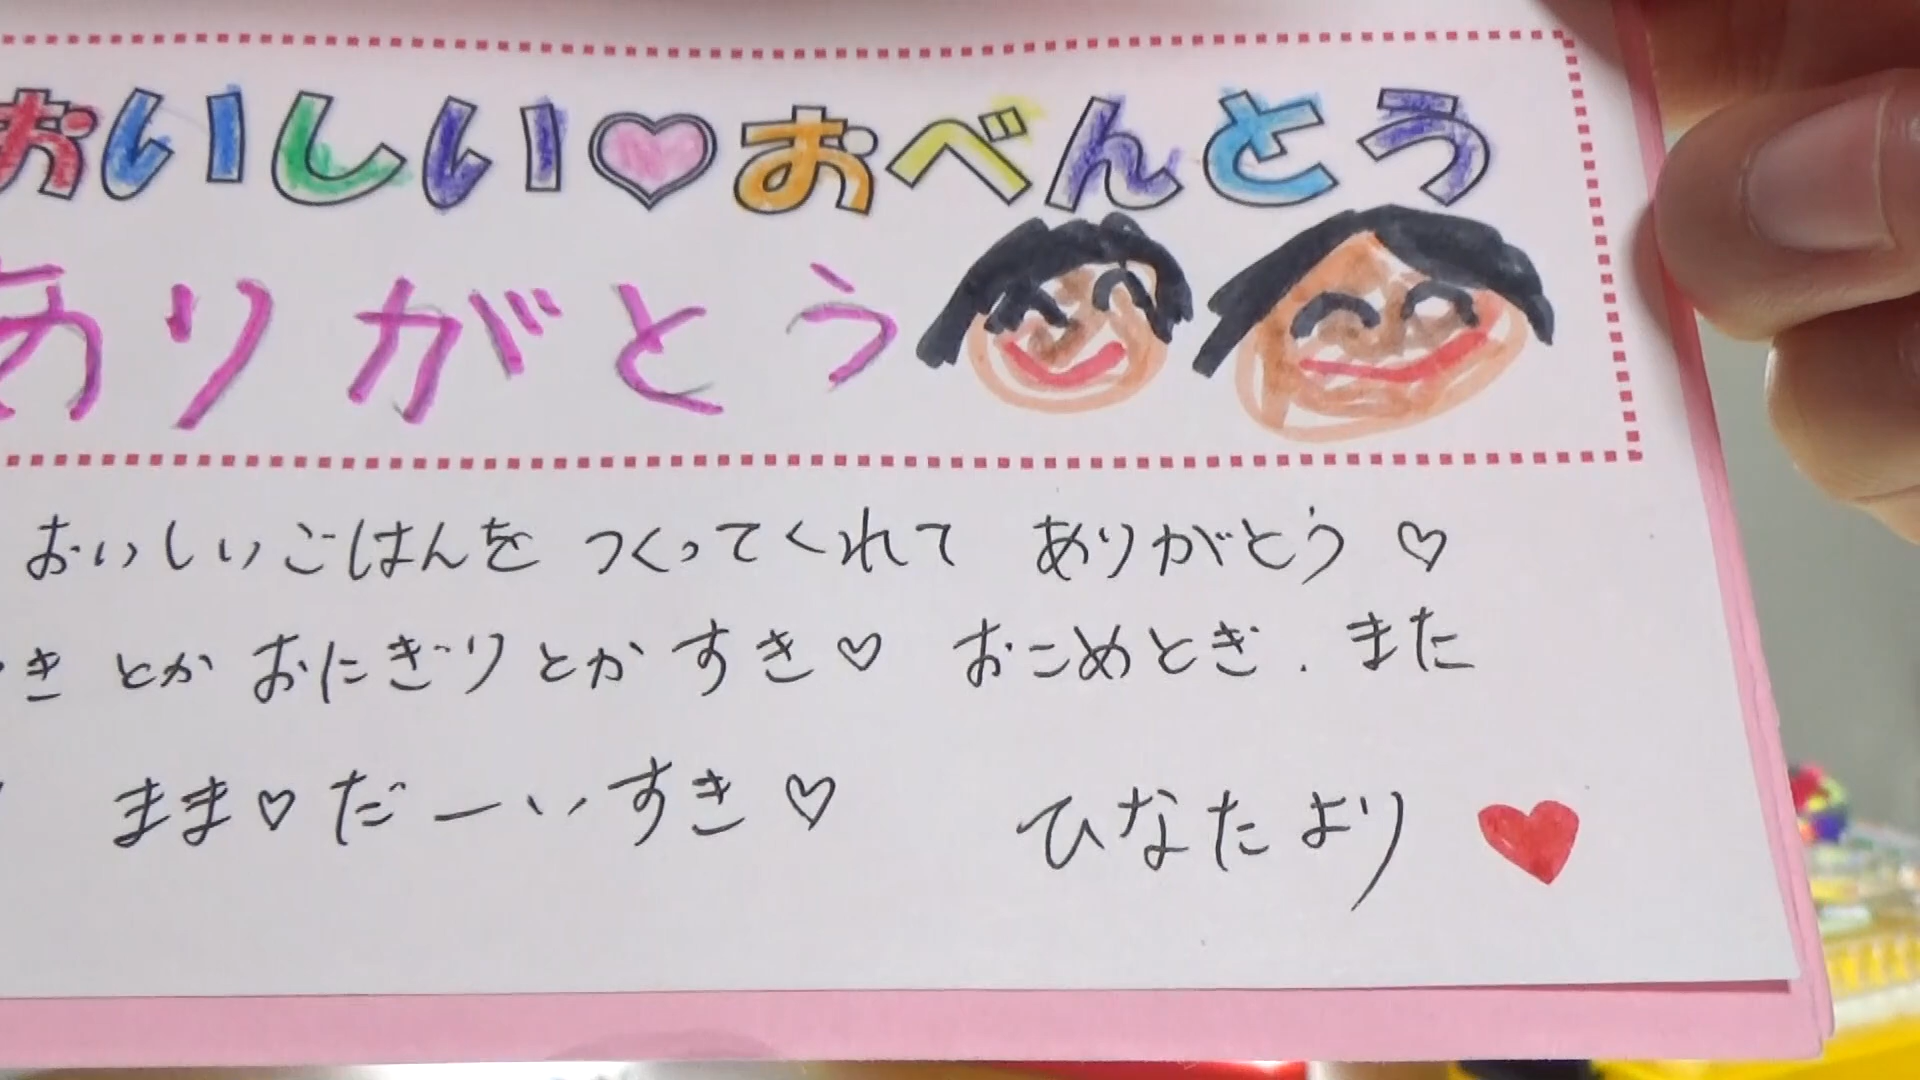 おいしい♡おべんとう
ありがとう
おいしいごはんを つくってくれて ありがとう♡
き とか おにぎりとか すき♡ おこめとぎ. また
まま♡だーいすき♡ ひなたより♥